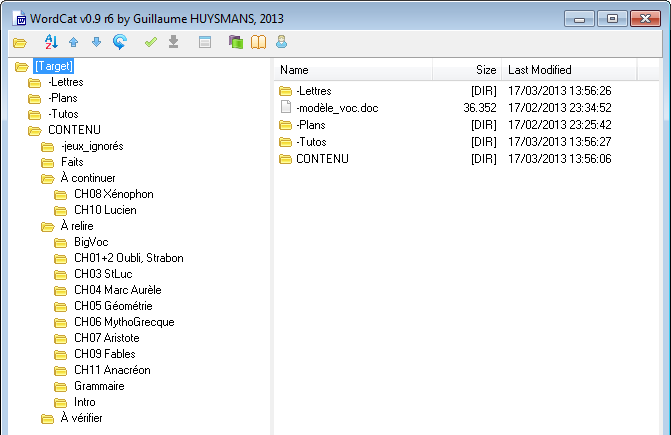 WordCat v0.9 r6 by Guillaume HUYSMANS, 2013
[Target]
-Lettres
-Plans
-Tutos
CONTENU
-jeux_ignorés
Faits
À continuer
CH08 Xénophon
CH10 Lucien
À relire
BigVoc
CH01+2 Oubli, Strabon
CH03 StLuc
CH04 Marc Aurèle
CH05 Géométrie
CH06 MythoGrecque
CH07 Aristote
CH09 Fables
CH11 Anacréon
Grammaire
Intro
À vérifier
Name Size Last Modified
-Lettres [DIR] 17/03/2013 13:56:26
-modèle_voc.doc 36.352 17/02/2013 23:34:52
-Plans [DIR] 17/02/2013 23:25:42
-Tutos [DIR] 17/03/2013 13:56:27
CONTENU [DIR] 17/03/2013 13:56:06